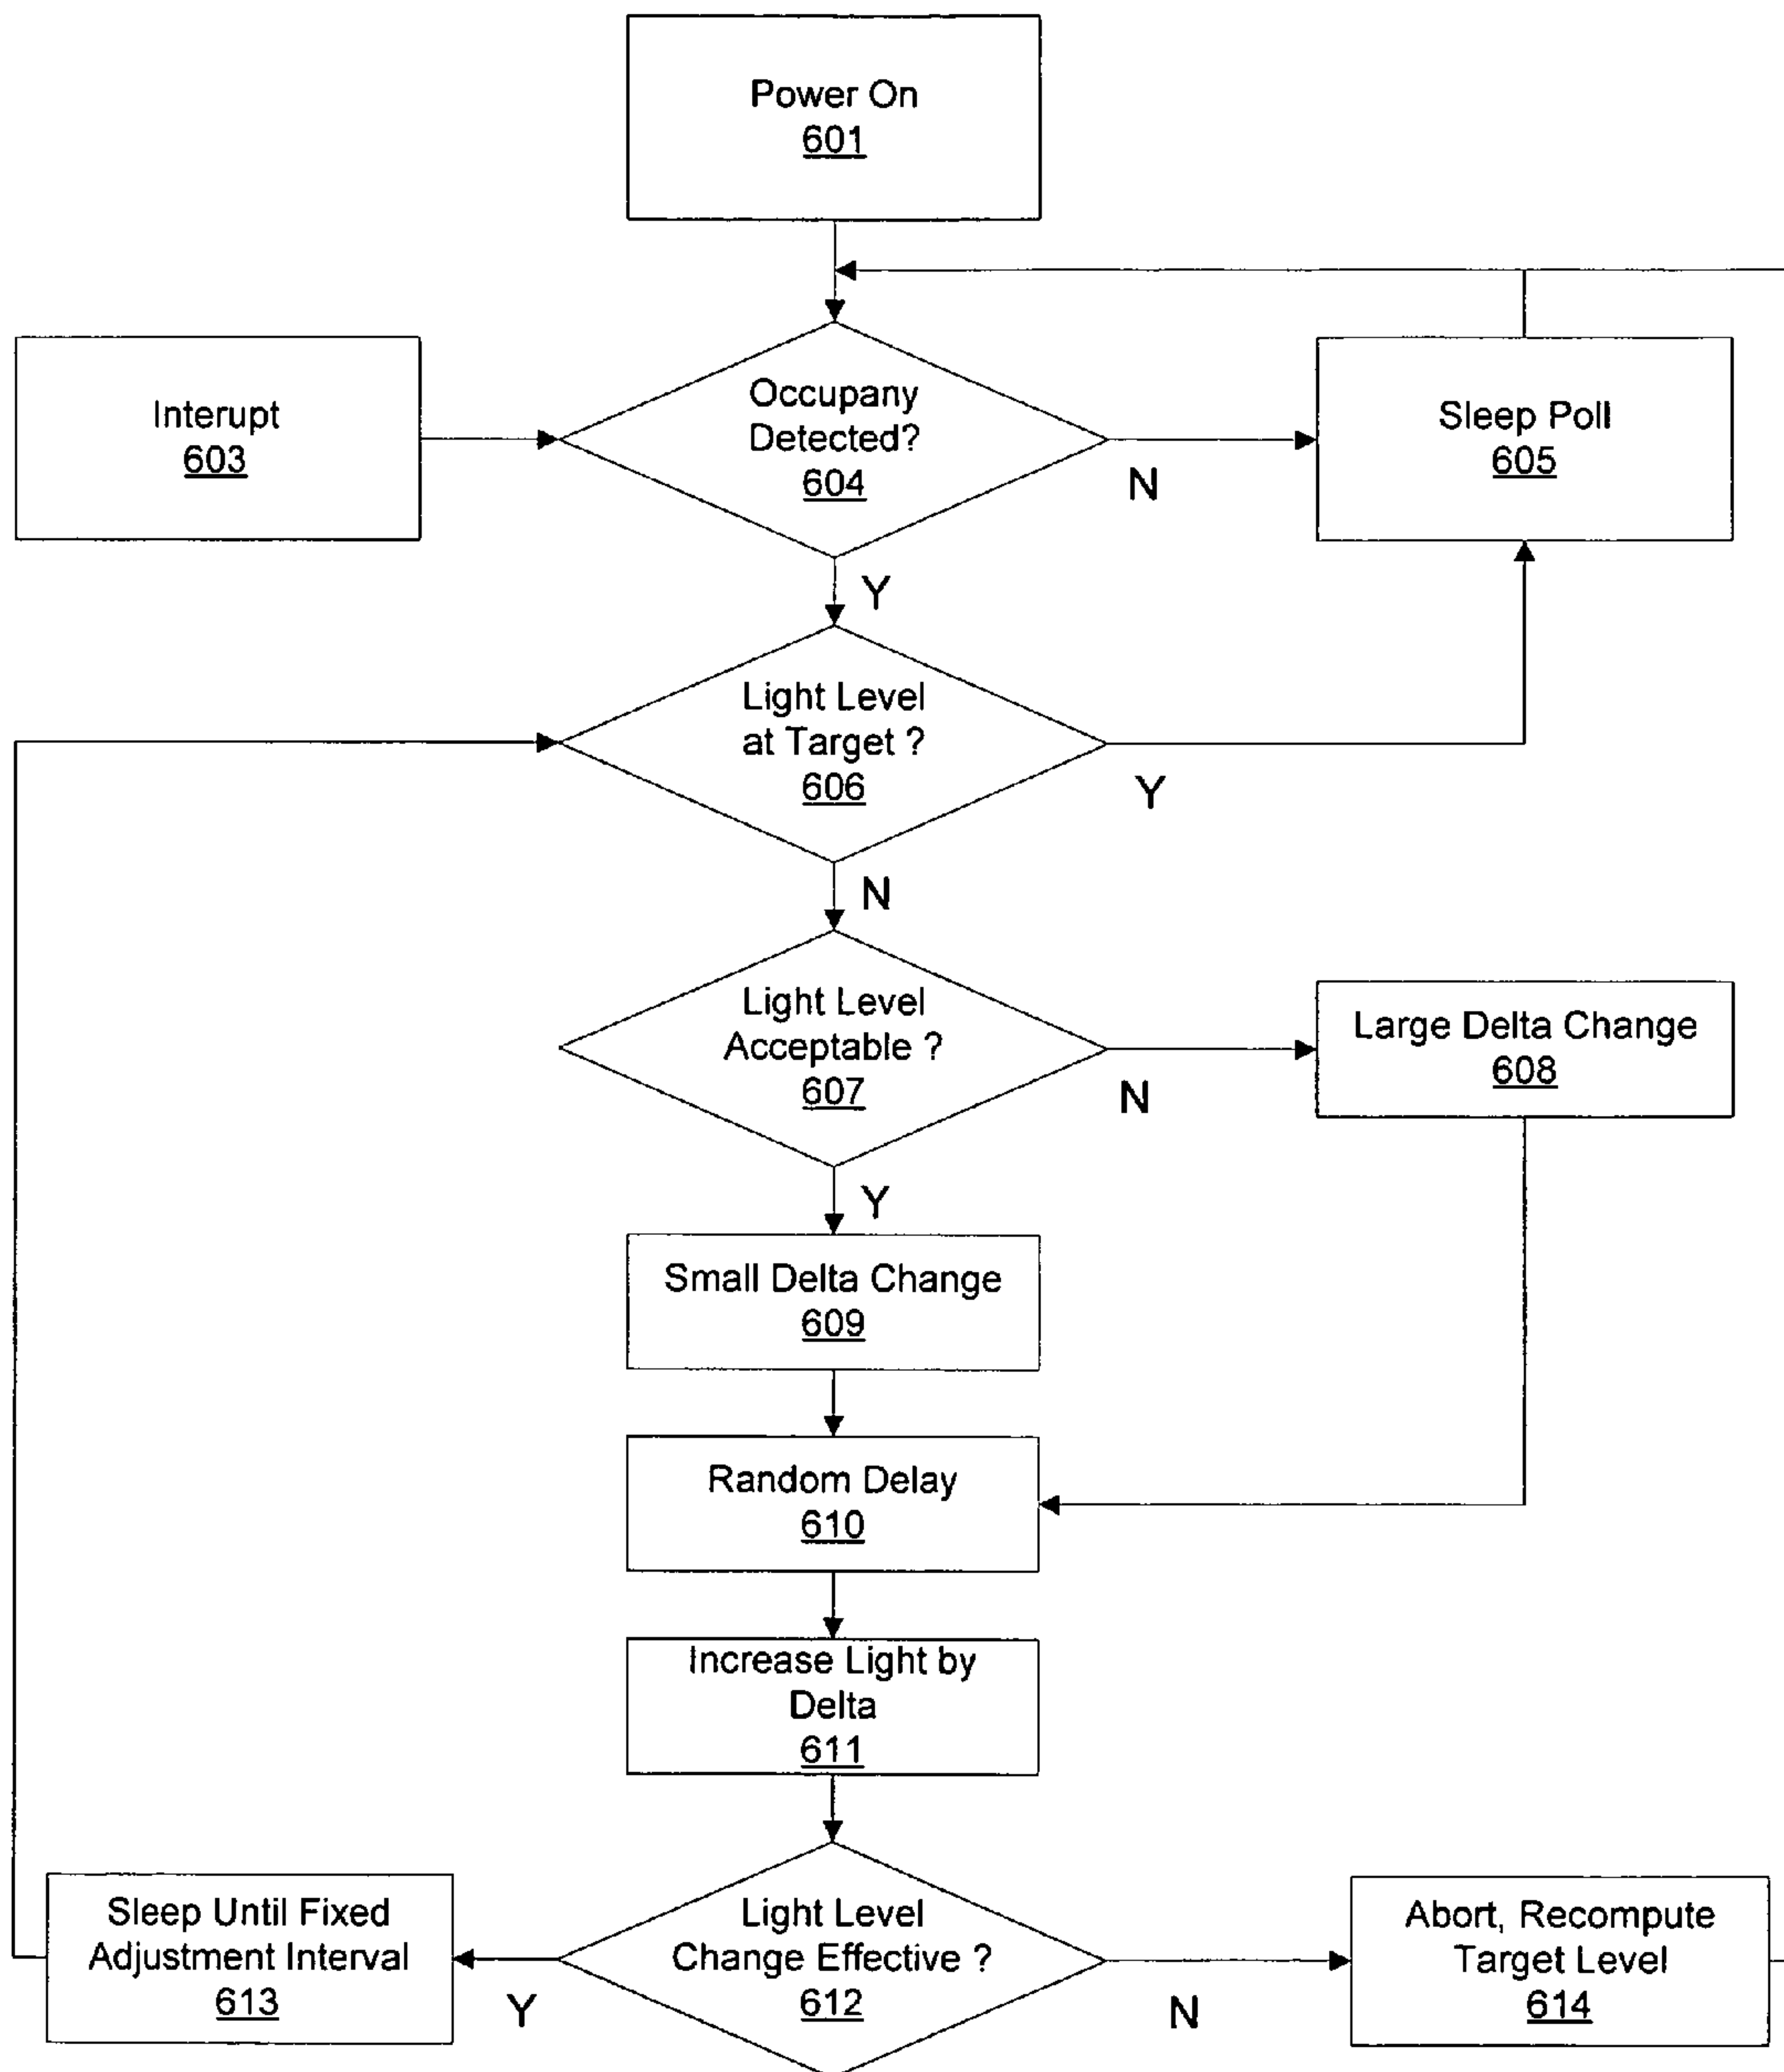 Power On
601
Interupt
603
Occupany
Detected?
604
N
Sleep Poll
605
Y
Light Level
at Target ?
606
Y
N
Light Level
Acceptable ?
607
N
Large Delta Change
608
Y
Small Delta Change
609
Random Delay
610
Increase Light by
Delta
611
Sleep Until Fixed
Adjustment Interval
613
Y
Light Level
Change Effective ?
612
N
Abort, Recompute
Target Level
614